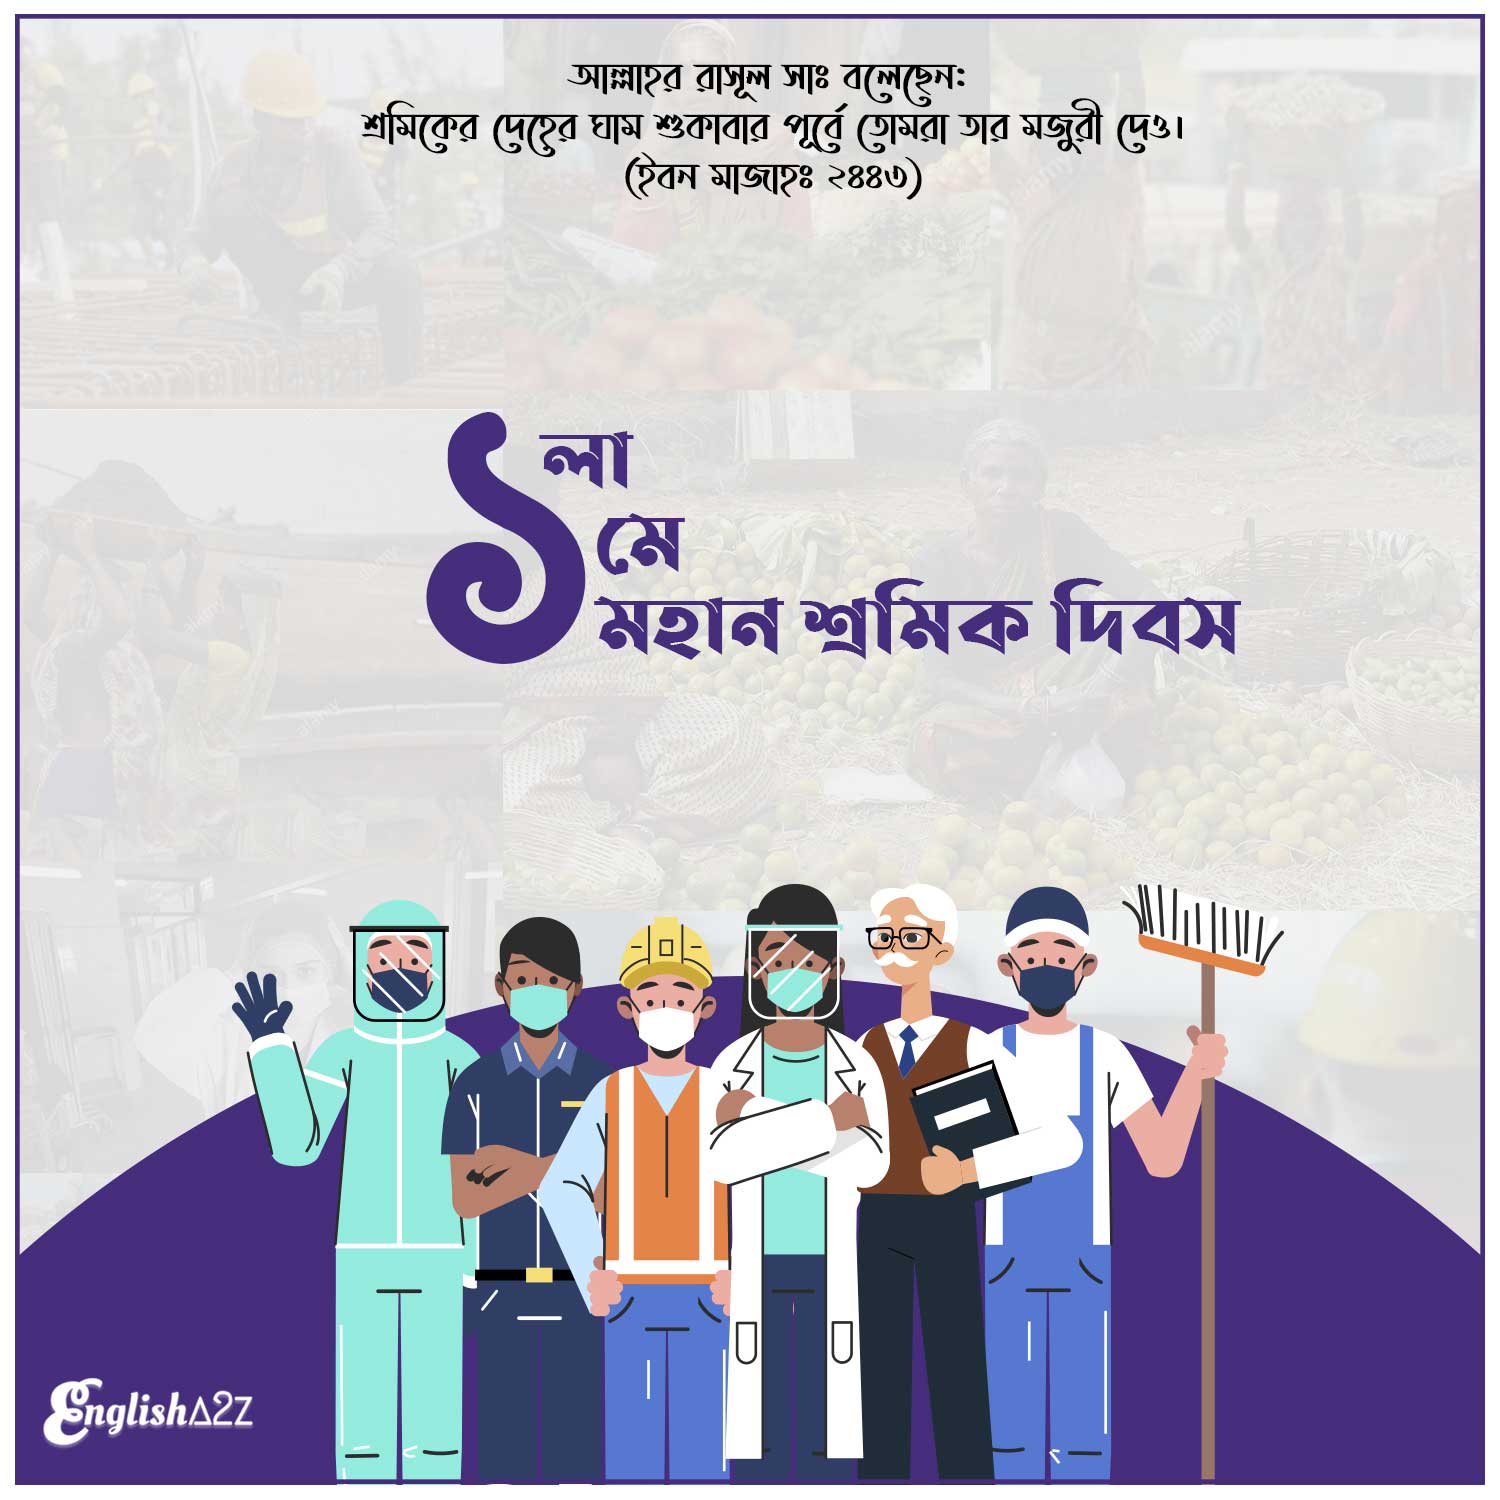 আল্লাহর রাসূল সাঃ বলেছেন:
শ্রমিকের দেহের ঘাম শুকাবার পূর্বে তোমরা তার মজুরী দেও।
(ইবন মাজাহঃ ২৪৪৩)
১লা
মে
মহান শ্রমিক দিবস
EnglishA2Z